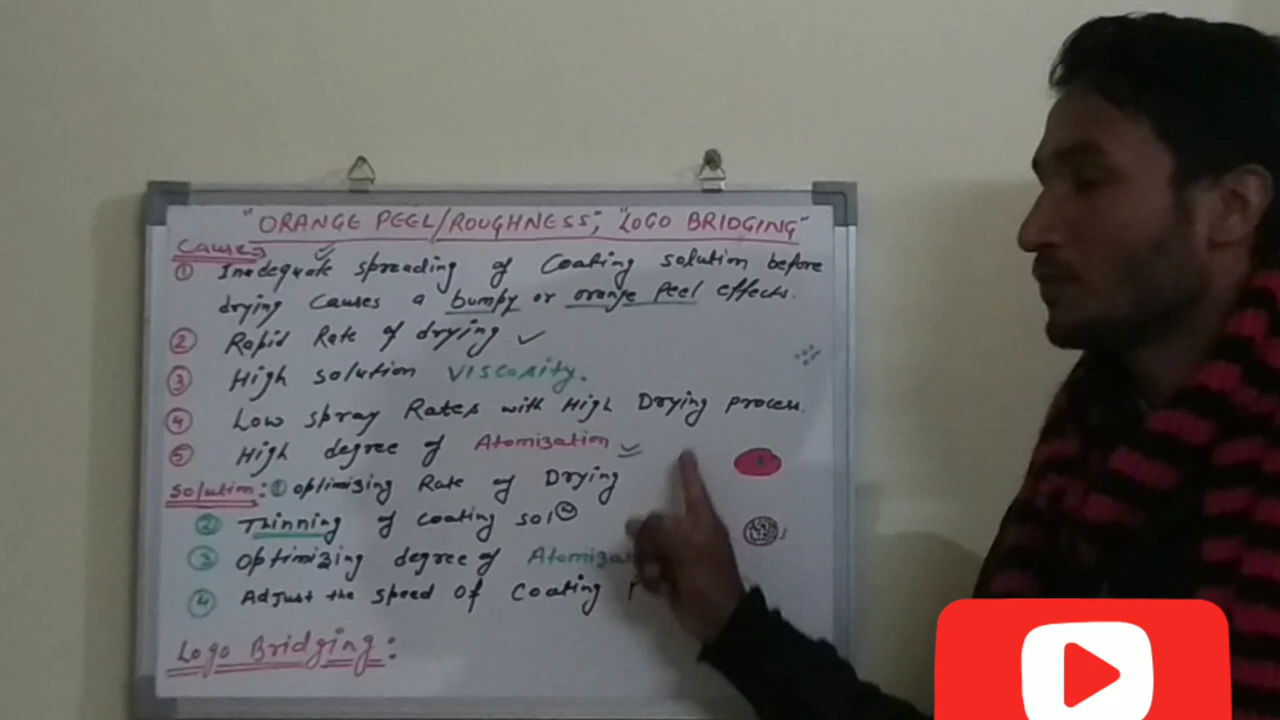 "ORANGE PEEL/ROUGHNESS", "LOGO BRIDGING"
Causes
① Inadequate spreading of Coating solution before
drying causes a bumpy or orange Peel effects.
② Rapid Rate of drying
③ High solution Viscosity.
④ Low spray Rates with High Drying process.
⑤ High degree of Atomization
Solution: ① Optimizing Rate of Drying
② Thinning of coating sol(n)
③ Optimizing degree of
④ Adjust the speed of Coating
Logo Bridging: